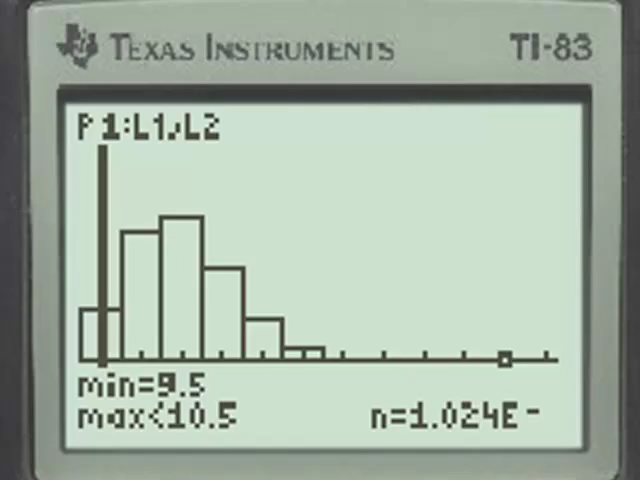 TEXAS INSTRUMENTS TI-83
P1:L1,L2
min=9.5
max<10.5 n=1.024E-